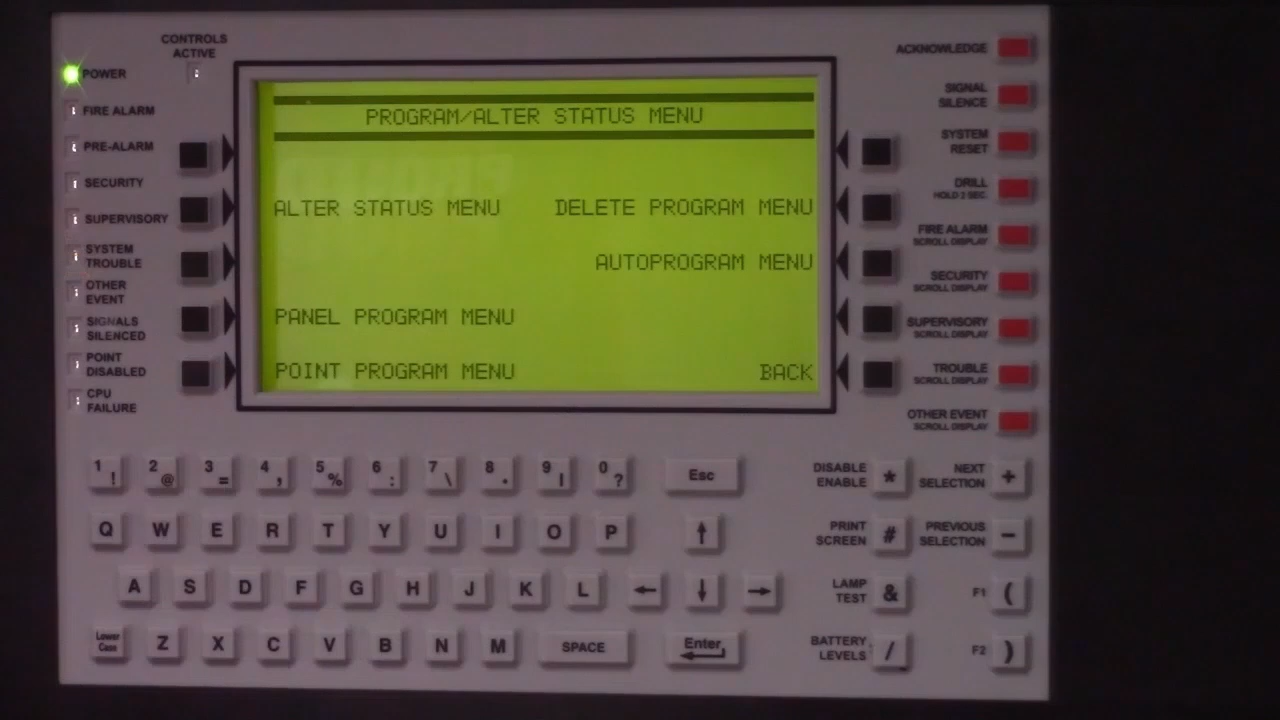 CONTROLS
ACTIVE
POWER
FIRE ALARM
PRE-ALARM
SECURITY
SUPERVISORY
SYSTEM
TROUBLE
OTHER
EVENT
SIGNALS
SILENCED
POINT
DISABLED
CPU
FAILURE
PROGRAM/ALTER STATUS MENU
ALTER STATUS MENU DELETE PROGRAM MENU
AUTOPROGRAM MENU
PANEL PROGRAM MENU
POINT PROGRAM MENU BACK
ACKNOWLEDGE
SIGNAL
SILENCE
SYSTEM
RESET
DRILL
HOLD 2 SEC.
FIRE ALARM
SCROLL DISPLAY
SECURITY
SCROLL DISPLAY
SUPERVISORY
SCROLL DISPLAY
TROUBLE
SCROLL DISPLAY
OTHER EVENT
SCROLL DISPLAY
1 ! 2 @ 3 = 4 , 5 % 6 : 7 \ 8 . 9 | 0 ? Esc
Q W E R T Y U I O P ↑
A S D F G H J K L ← ↓ →
Lower
Case Z X C V B N M SPACE Enter
DISABLE
ENABLE *
NEXT
SELECTION +
PRINT
SCREEN #
PREVIOUS
SELECTION −
LAMP
TEST &
F1 (
BATTERY
LEVELS /
F2 )